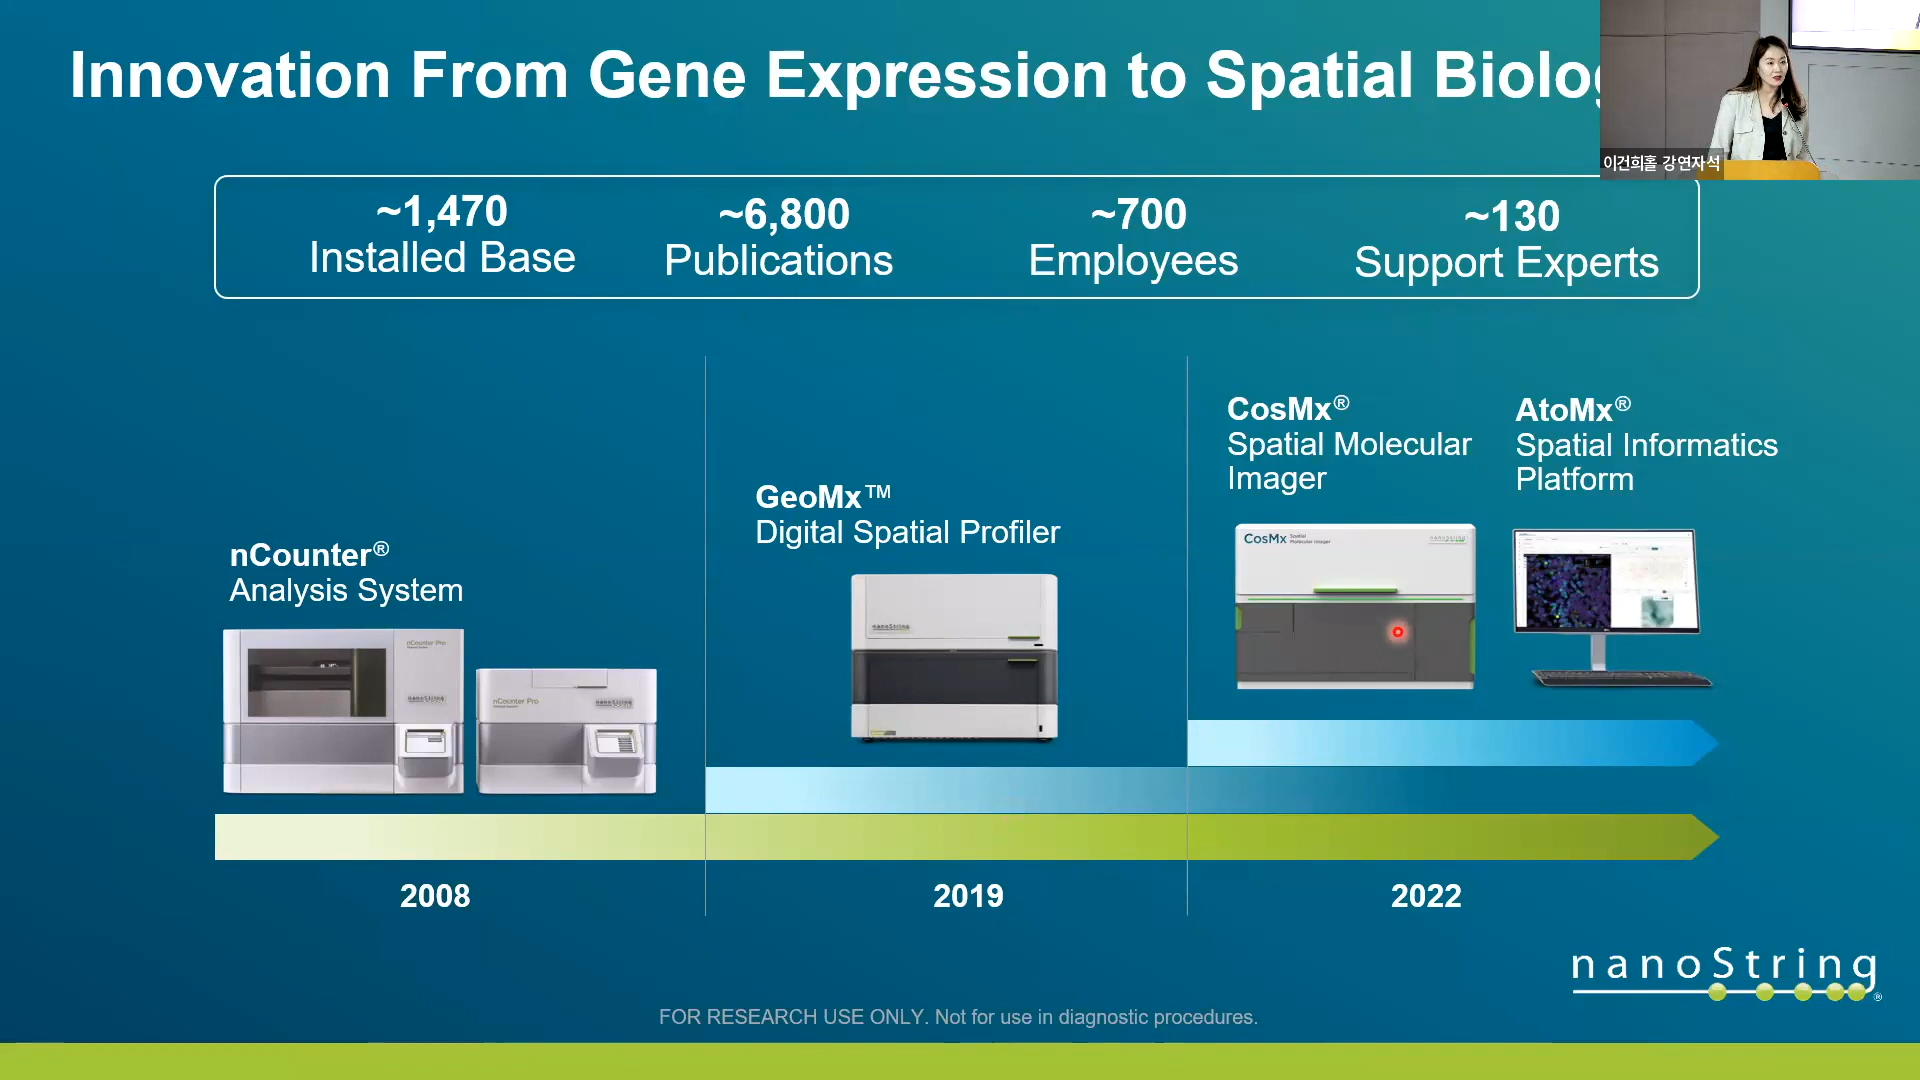 Innovation From Gene Expression to Spatial Biolog
이건희홀 강연자석
~1,470
Installed Base
~6,800
Publications
~700
Employees
~130
Support Experts
nCounter®
Analysis System
GeoMx™
Digital Spatial Profiler
CosMx®
Spatial Molecular
Imager
AtoMx®
Spatial Informatics
Platform
nCounter Pro
nanoString
nCounter Pro
nanoString
nanoString
CosMx Spatial
Molecular Imager
nanoString
2008
2019
2022
nanoString®
FOR RESEARCH USE ONLY. Not for use in diagnostic procedures.